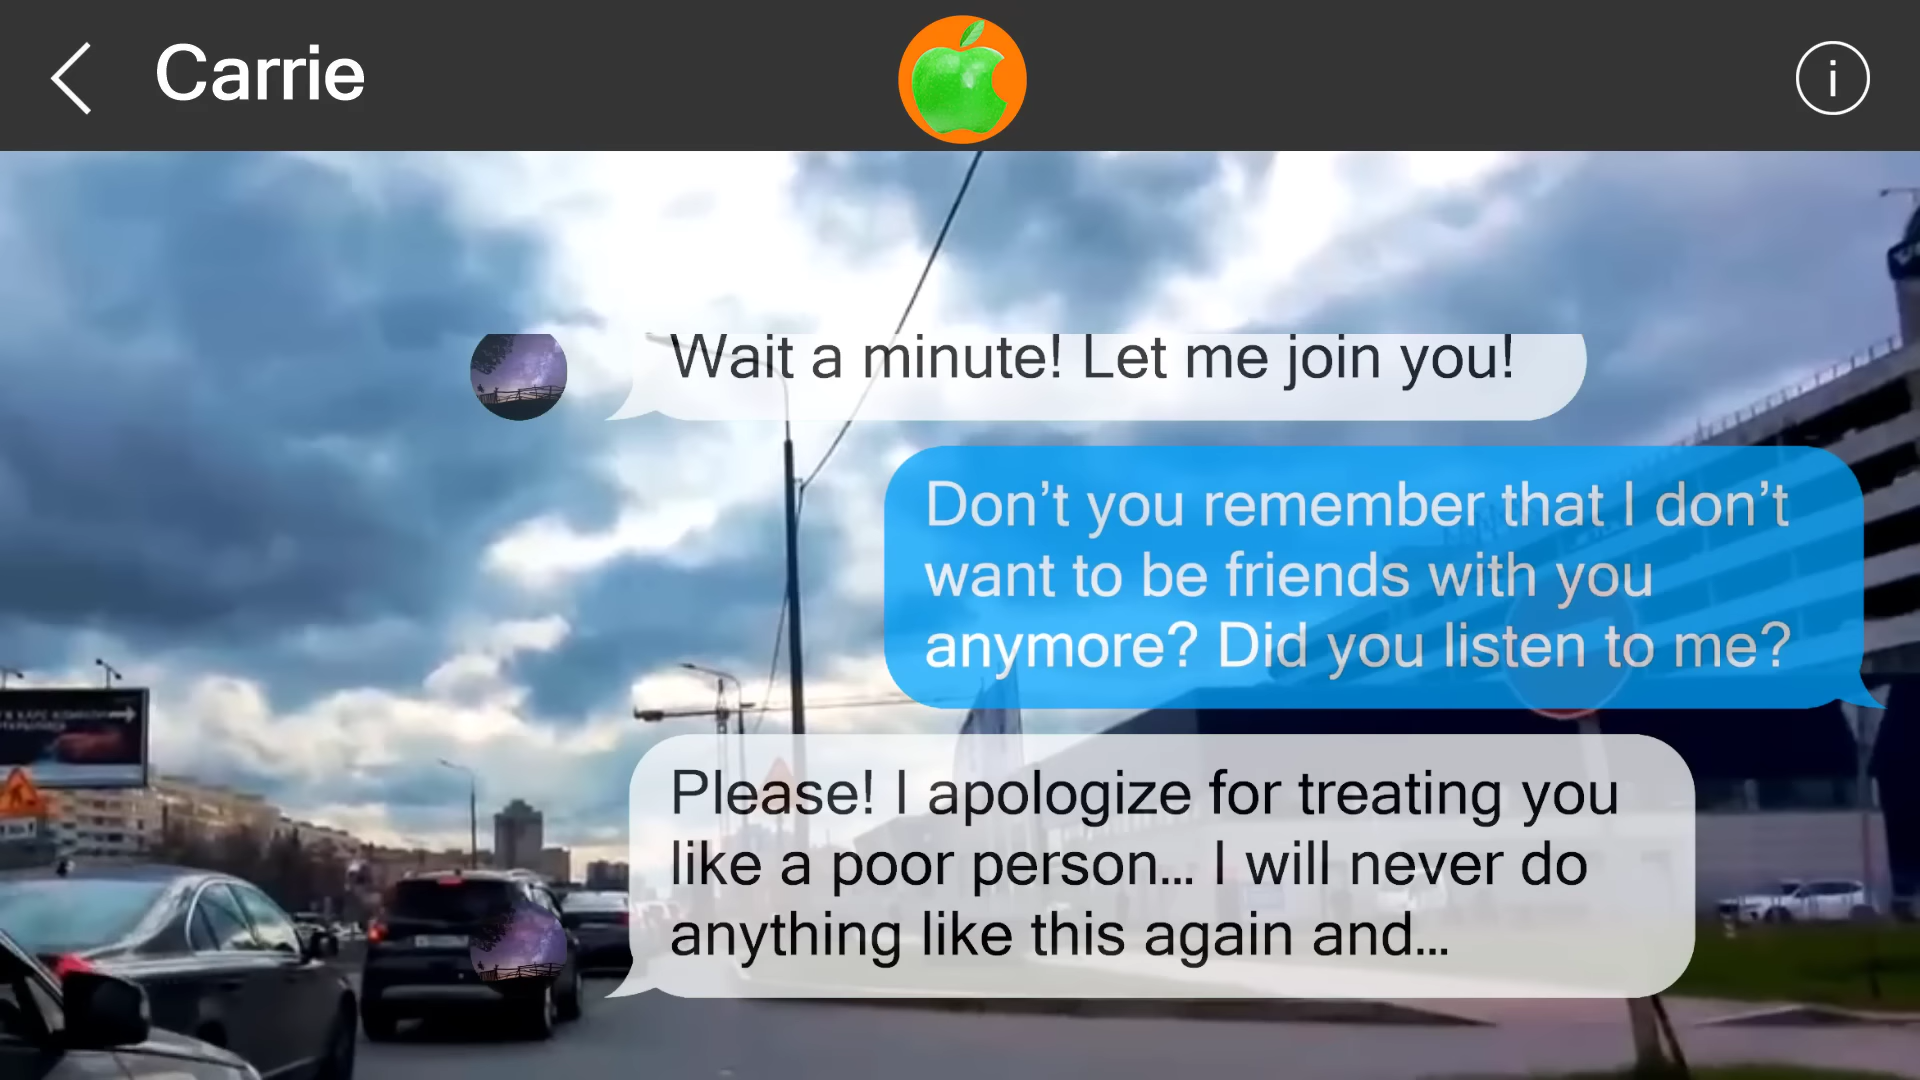 Carrie
i
Wait a minute! Let me join you!
Don’t you remember that I don’t
want to be friends with you
anymore? Did you listen to me?
Please! I apologize for treating you
like a poor person... I will never do
anything like this again and...